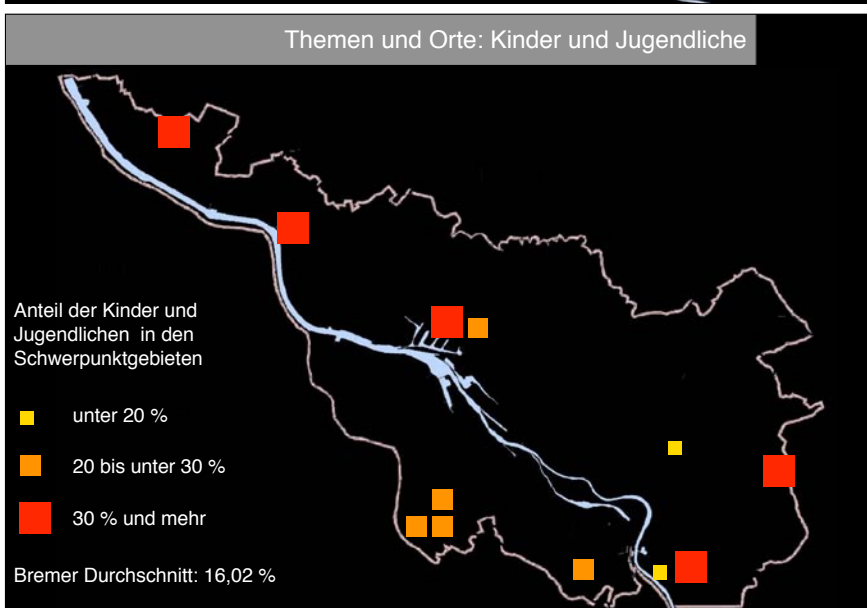 Themen und Orte: Kinder und Jugendliche
Anteil der Kinder und
Jugendlichen in den
Schwerpunktgebieten
unter 20 %
20 bis unter 30 %
30 % und mehr
Bremer Durchschnitt: 16,02 %